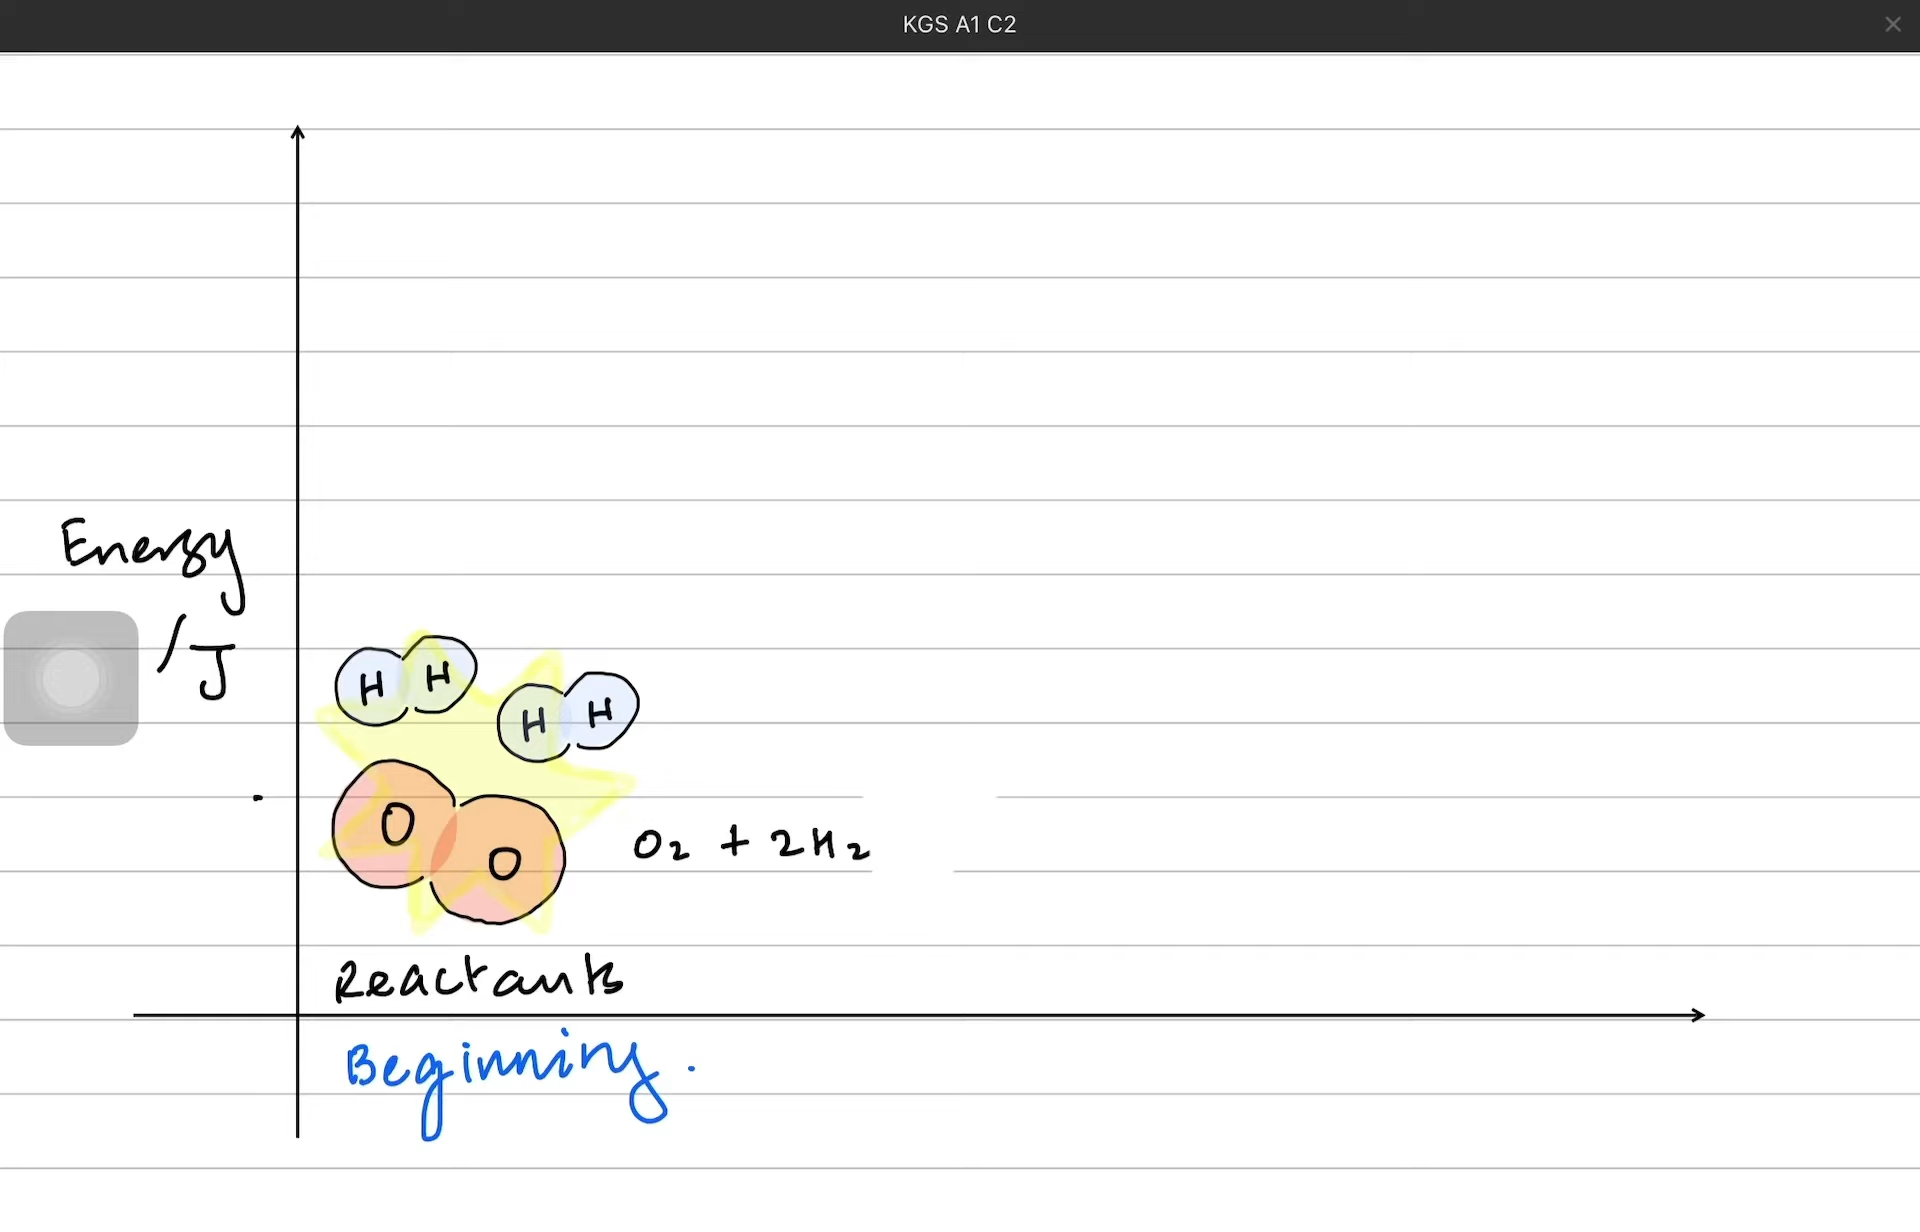 KGS A1 C2
Energy
/J
H H
H H
O
O
O₂ + 2H₂
Reactants
Beginning.